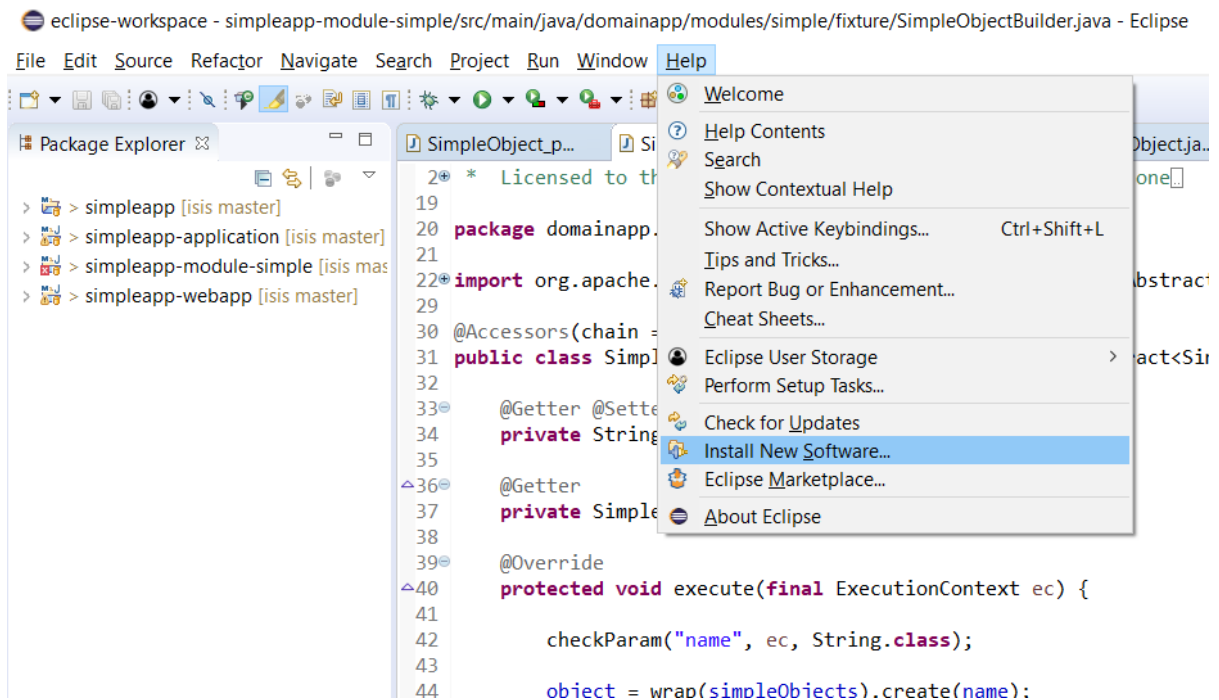 eclipse-workspace - simpleapp-module-simple/src/main/java/domainapp/modules/simple/fixture/SimpleObjectBuilder.java - Eclipse
File Edit Source Refactor Navigate Search Project Run Window Help
Package Explorer
> simpleapp [isis master]
> simpleapp-application [isis master]
> simpleapp-module-simple [isis mas
> simpleapp-webapp [isis master]
SimpleObject_p... Si bject.ja...
2 * Licensed to th one
19
20 package domainapp.
21
22 import org.apache. bstract
29
30 @Accessors(chain =
31 public class Simpl act<Sim
32
33 @Getter @Sette
34 private String
35
36 @Getter
37 private Simple
38
39 @Override
40 protected void execute(final ExecutionContext ec) {
41
42 checkParam("name", ec, String.class);
43
44 object = wrap(simpleObjects).create(name);
Welcome
Help Contents
Search
Show Contextual Help
Show Active Keybindings... Ctrl+Shift+L
Tips and Tricks...
Report Bug or Enhancement...
Cheat Sheets...
Eclipse User Storage >
Perform Setup Tasks...
Check for Updates
Install New Software...
Eclipse Marketplace...
About Eclipse